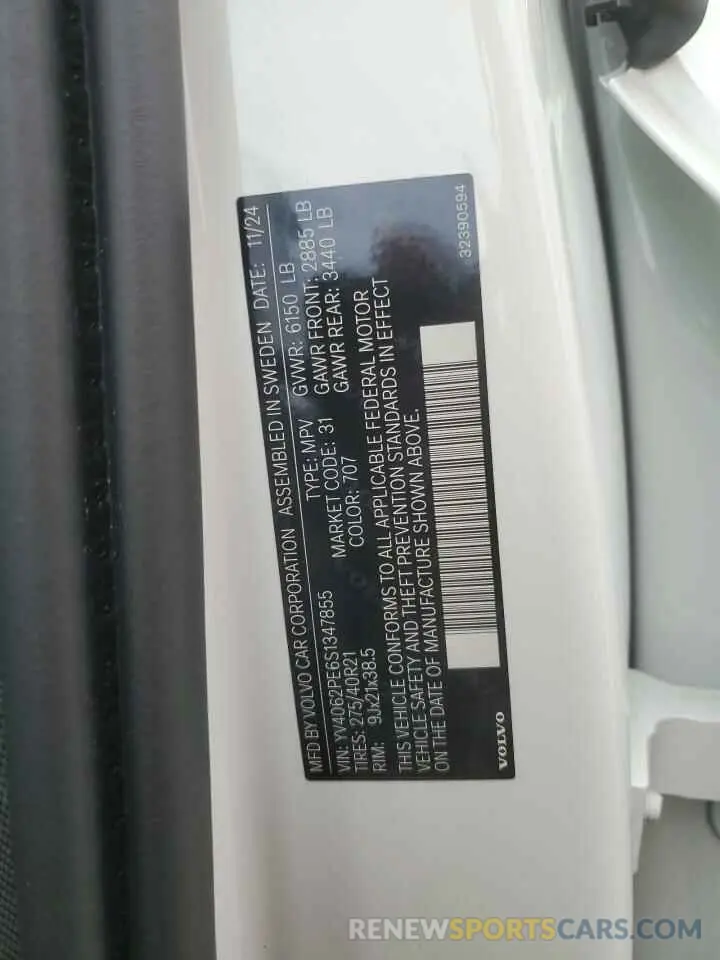 MFD BY VOLVO CAR CORPORATION ASSEMBLED IN SWEDEN DATE: 11/24
VIN: YV4062PE6S1347855 TYPE: MPV GVWR: 6150 LB
TIRES: 275/40R21 MARKET CODE: 31 GAWR FRONT: 2885 LB
RIM: 9Jx21x38.5 COLOR: 707 GAWR REAR: 3440 LB
THIS VEHICLE CONFORMS TO ALL APPLICABLE FEDERAL MOTOR
VEHICLE-SAFETY AND THEFT PREVENTION STANDARDS IN EFFECT
ON THE DATE OF MANUFACTURE SHOWN ABOVE.
VOLVO 32390594
RENEWSPORTSCARS.COM